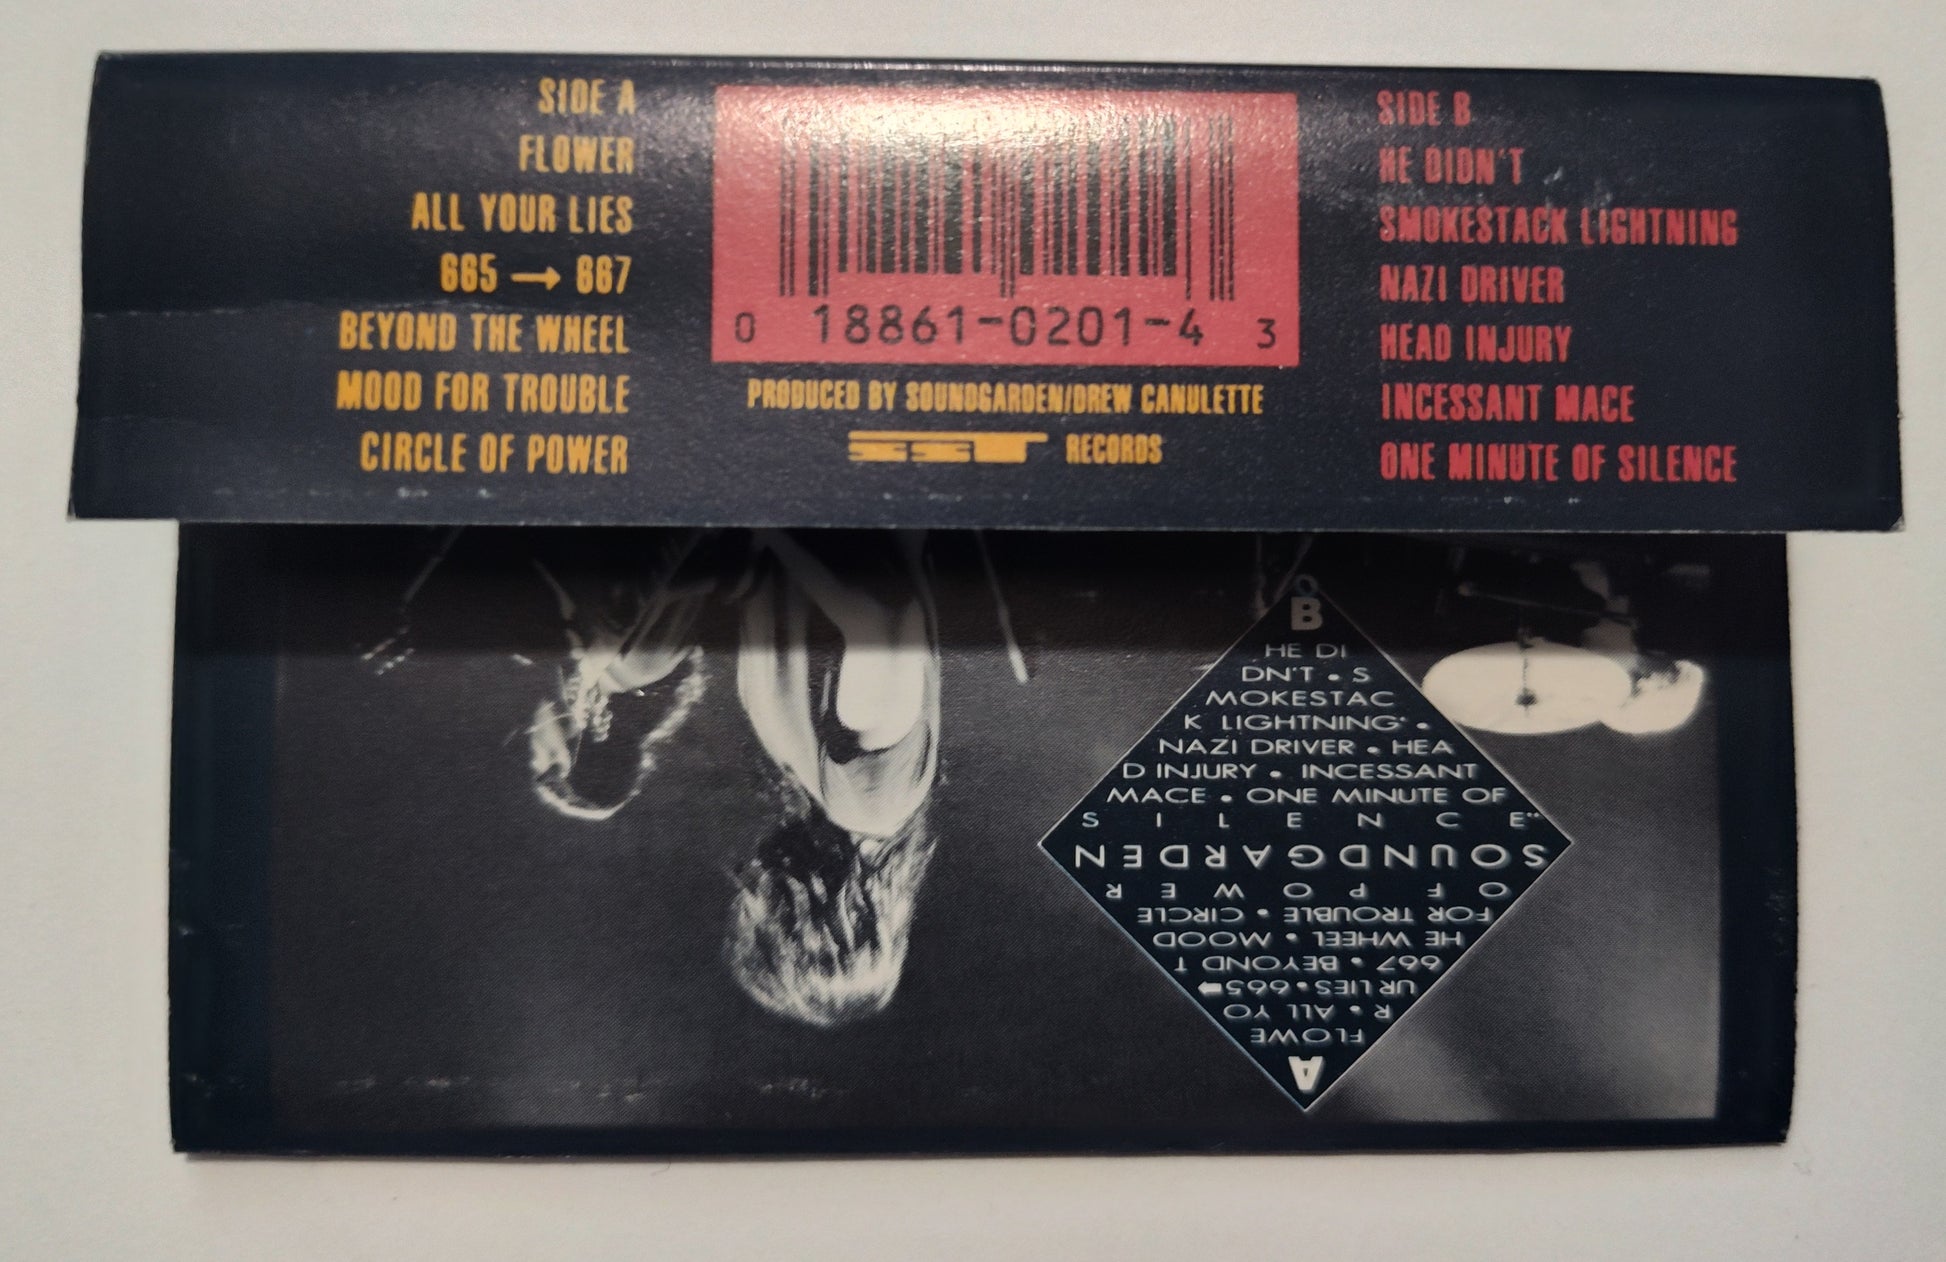 SIDE A
FLOWER
ALL YOUR LIES
665 → 667
BEYOND THE WHEEL
MOOD FOR TROUBLE
CIRCLE OF POWER
0 18861-0201-4 3
PRODUCED BY SOUNDGARDEN/DREW CANULETTE
SST RECORDS
SIDE B
HE DIDN'T
SMOKESTACK LIGHTNING
NAZI DRIVER
HEAD INJURY
INCESSANT MACE
ONE MINUTE OF SILENCE
B
HE DI
DN'T • S
MOKESTAC
K LIGHTNING* •
NAZI DRIVER • HEA
D INJURY • INCESSANT
MACE • ONE MINUTE OF
SILENCE**
A
FLOWE
R • ALL YO
UR LIES • 665➡
667 • BEYOND T
HE WHEEL • MOOD
FOR TROUBLE • CIRCLE
OF POWER
SOUNDGARDEN